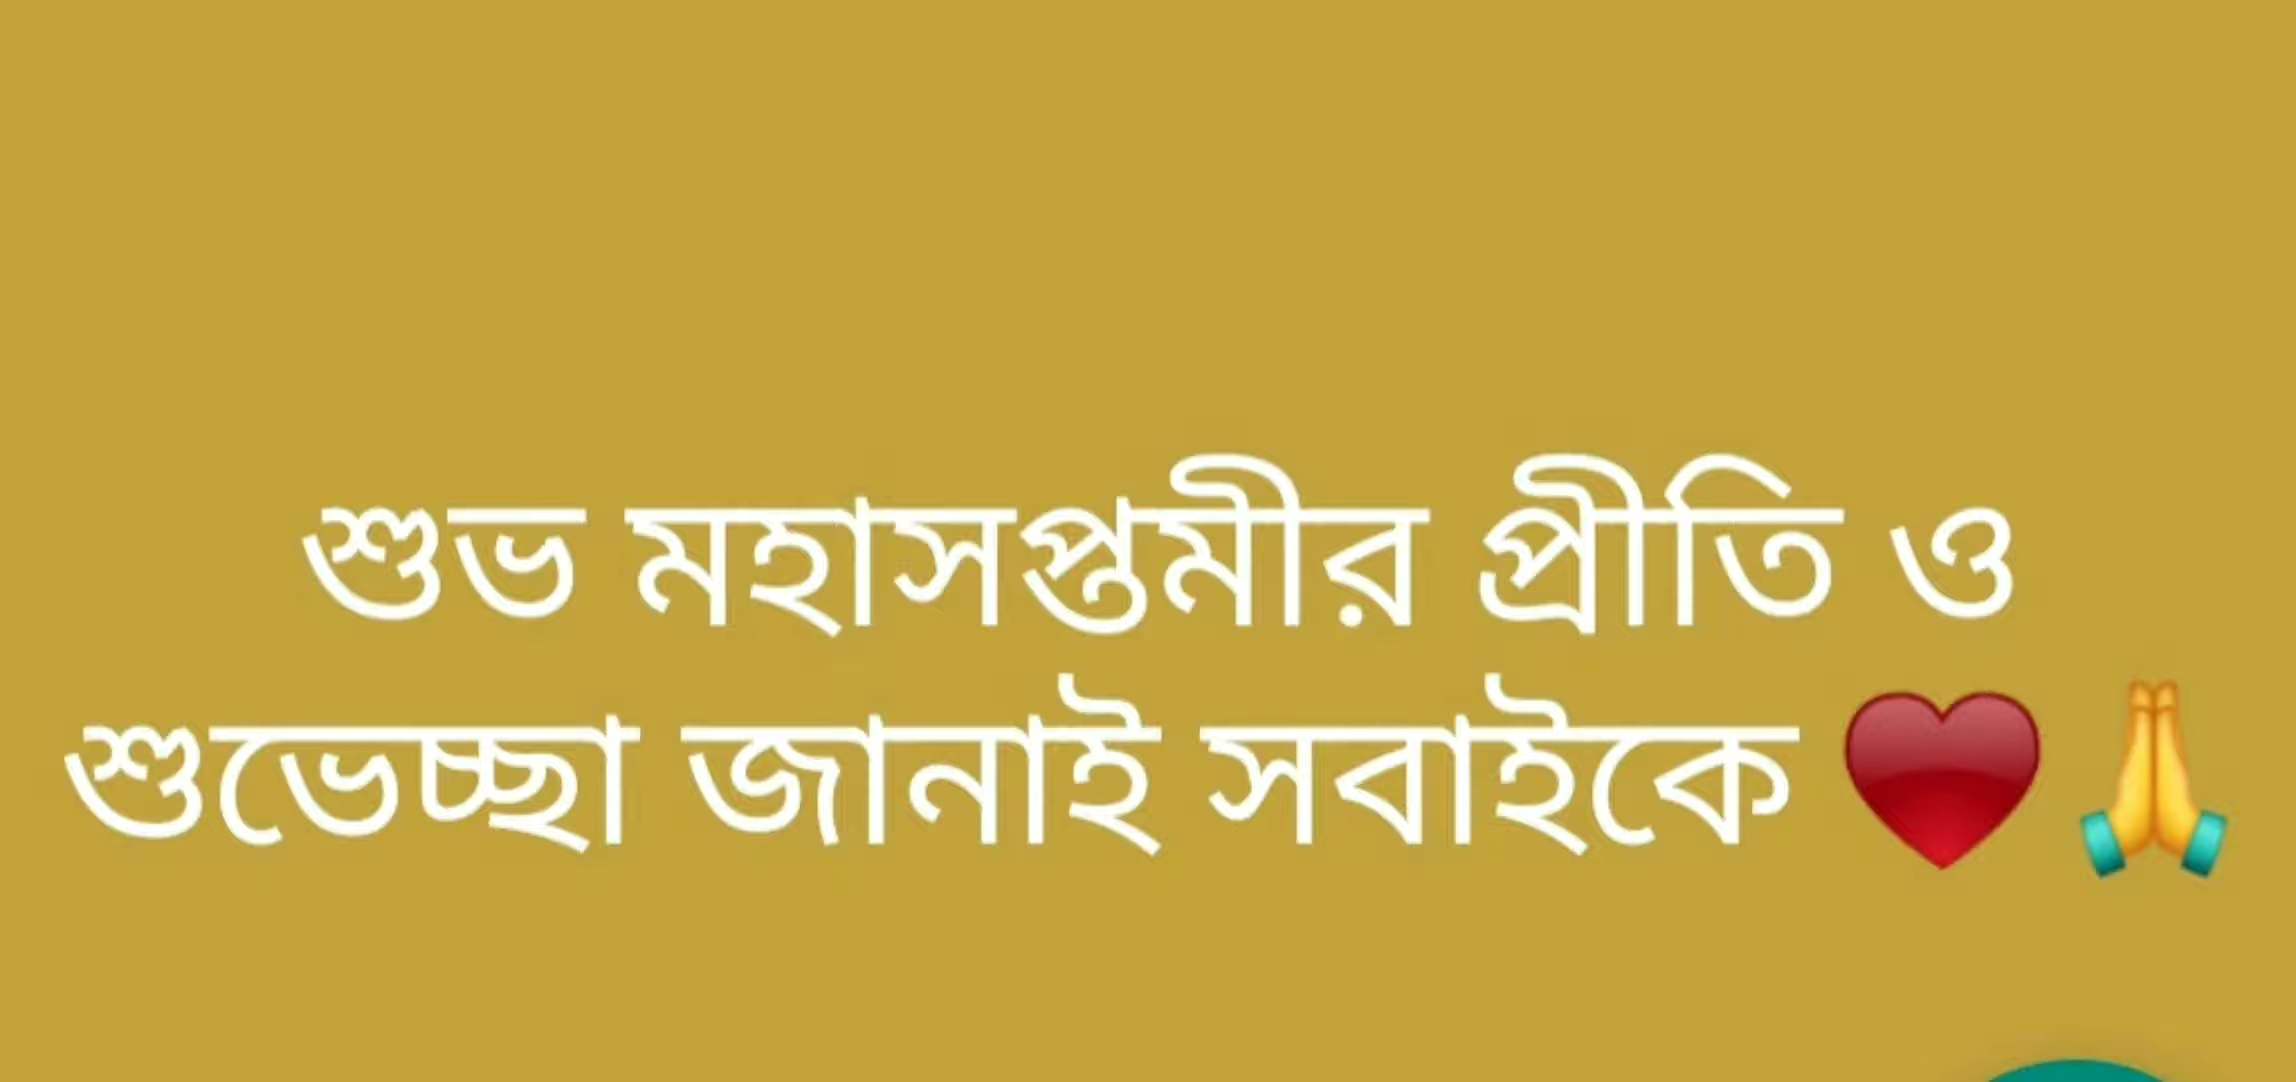 শুভ মহাসপ্তমীর প্রীতি ও
শুভেচ্ছা জানাই সবাইকে ♥️🙏